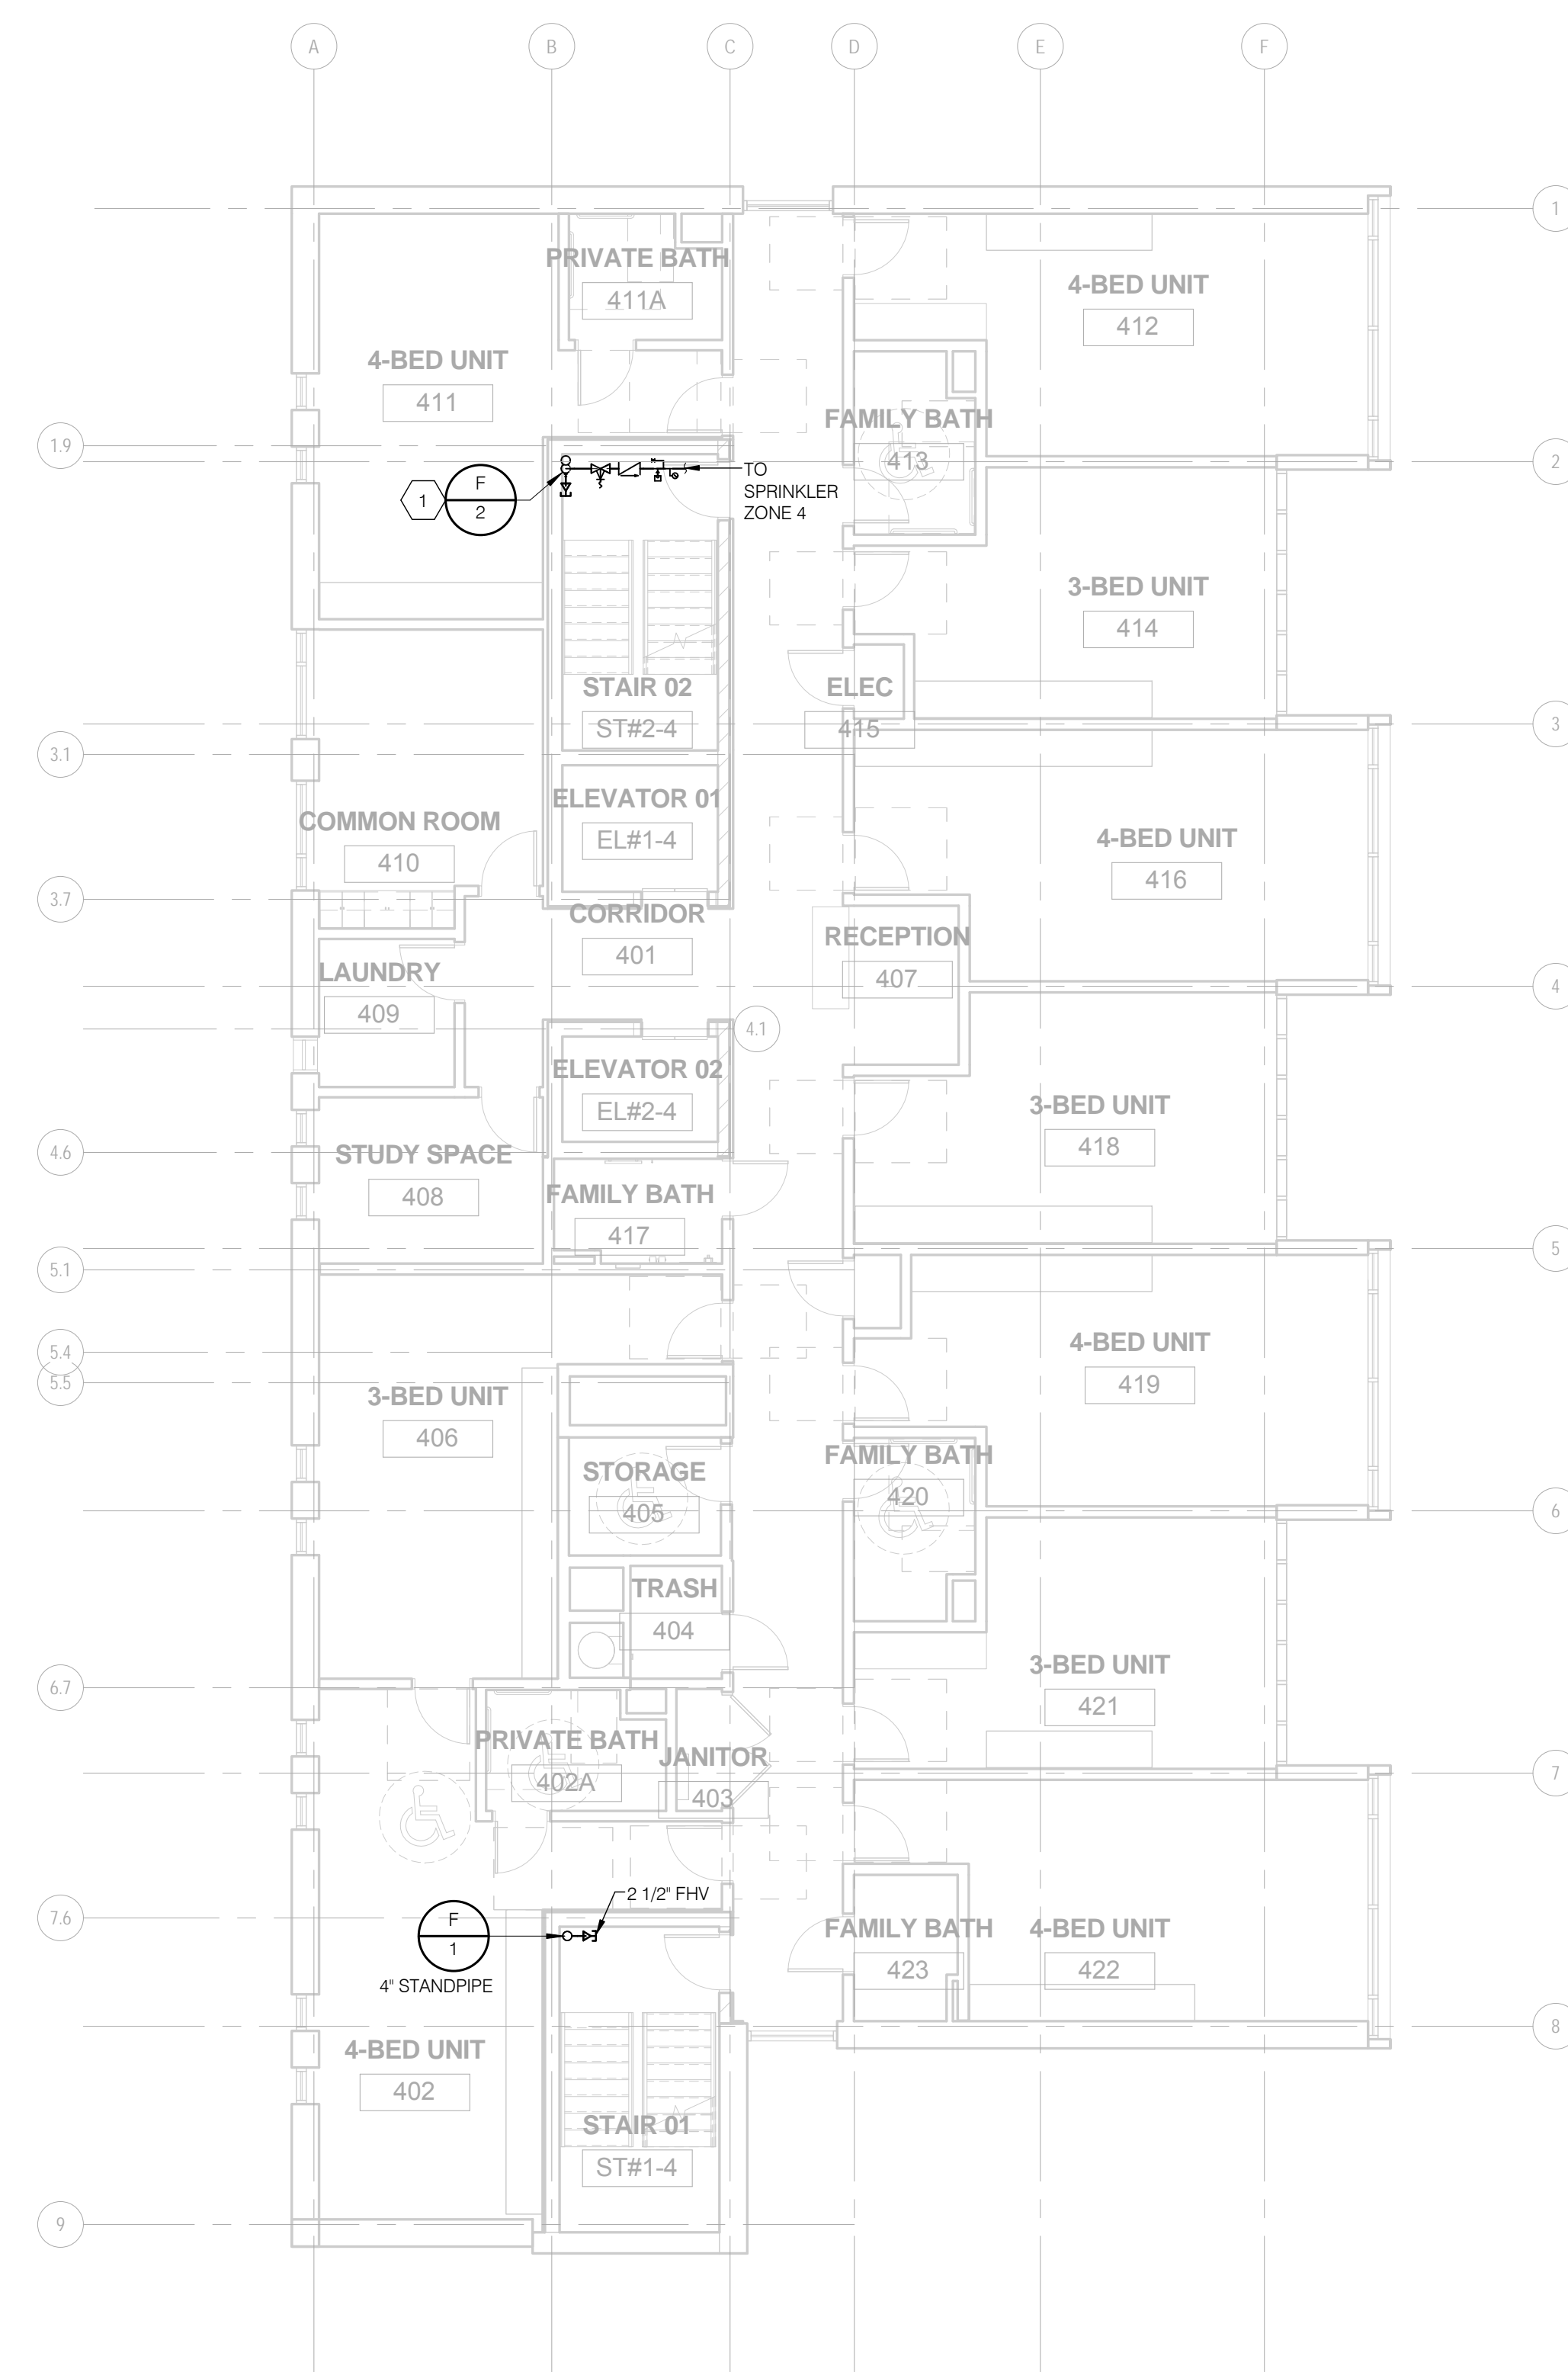 A
B
C
D
E
F
1
PRIVATE BATH
411A
4-BED UNIT
412
4-BED UNIT
411
FAMILY BATH
413
1.9
2
F
2
1
TO
SPRINKLER
ZONE 4
3-BED UNIT
414
STAIR 02
ST#2-4
ELEC
415
3
3.1
ELEVATOR 01
EL#1-4
COMMON ROOM
410
4-BED UNIT
416
3.7
CORRIDOR
401
RECEPTION
407
LAUNDRY
409
4
4.1
ELEVATOR 02
EL#2-4
3-BED UNIT
418
4.6
STUDY SPACE
408
FAMILY BATH
417
5
5.1
5.4
5.5
4-BED UNIT
419
3-BED UNIT
406
STORAGE
405
FAMILY BATH
420
6
TRASH
404
3-BED UNIT
421
6.7
PRIVATE BATH
402A
JANITOR
403
7
2 1/2" FHV
7.6
F
1
4" STANDPIPE
FAMILY BATH
423
4-BED UNIT
422
8
4-BED UNIT
402
STAIR 01
ST#1-4
9